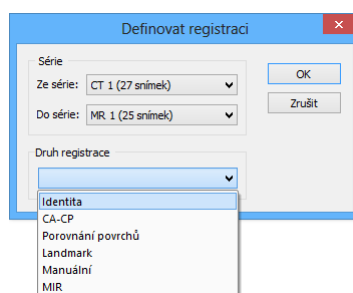 Definovat registraci
Série
Ze série: CT 1 (27 snímek)
OK
Do série: MR 1 (25 snímek)
Zrušit
Druh registrace
Identita
CA-CP
Porovnání povrchů
Landmark
Manuální
MIR